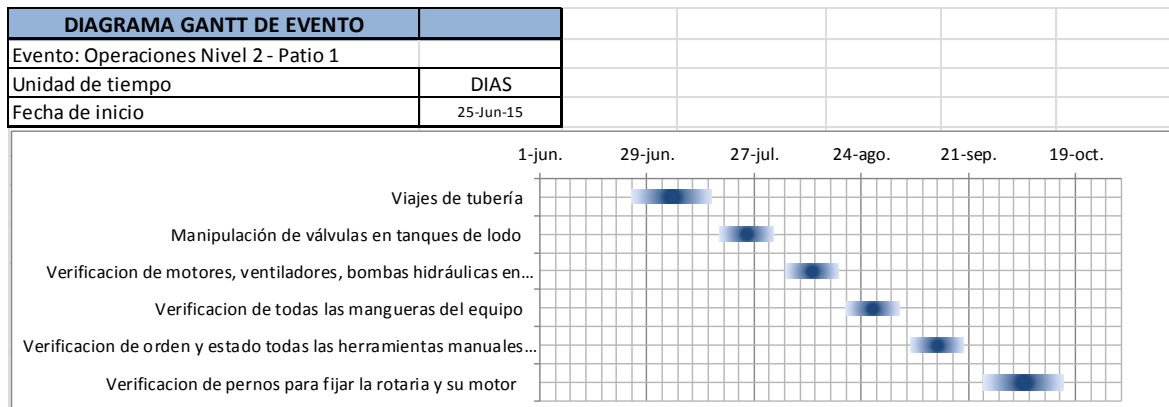 DIAGRAMA GANTT DE EVENTO
Evento: Operaciones Nivel 2 - Patio 1
Unidad de tiempo DIAS
Fecha de inicio 25-Jun-15
1-jun. 29-jun. 27-jul. 24-ago. 21-sep. 19-oct.
Viajes de tubería
Manipulación de válvulas en tanques de lodo
Verificacion de motores, ventiladores, bombas hidráulicas en...
Verificacion de todas las mangueras del equipo
Verificacion de orden y estado todas las herramientas manuales...
Verificacion de pernos para fijar la rotaria y su motor